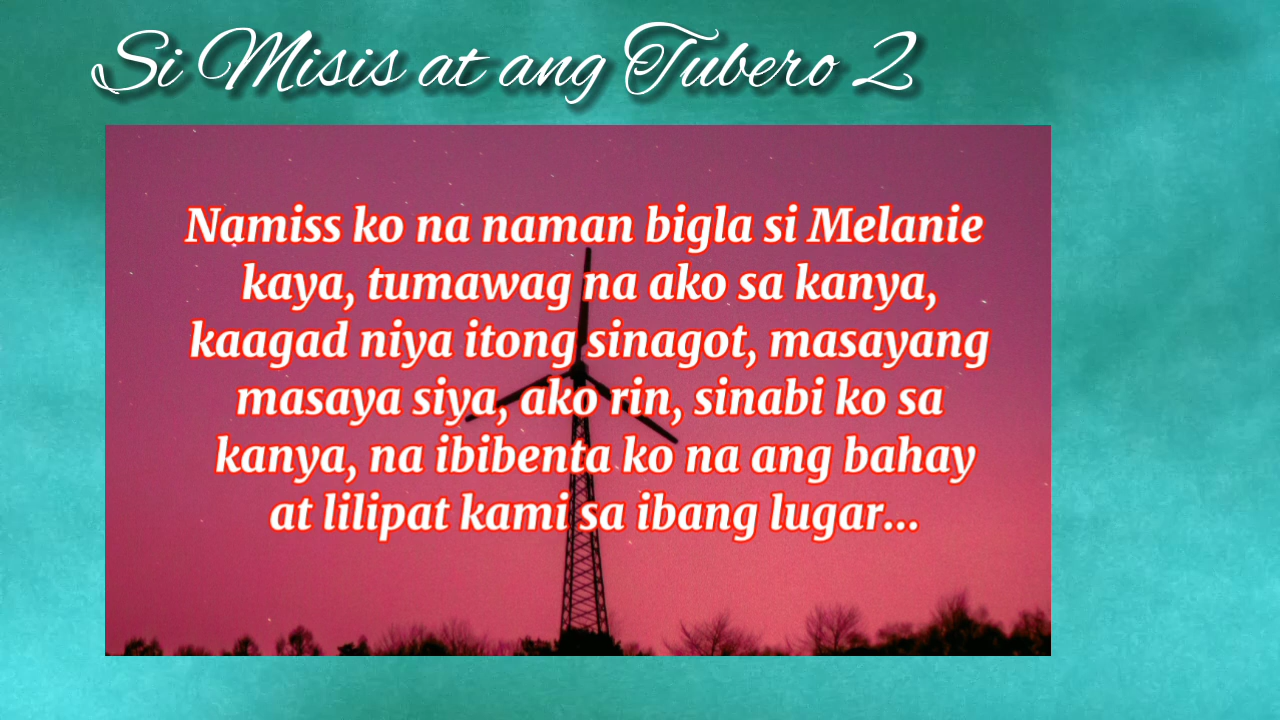 Si Misis at ang Tubero 2
Namiss ko na naman bigla si Melanie
kaya, tumawag na ako sa kanya,
kaagad niya itong sinagot, masayang
masaya siya, ako rin, sinabi ko sa
kanya, na ibibenta ko na ang bahay
at lilipat kami sa ibang lugar...